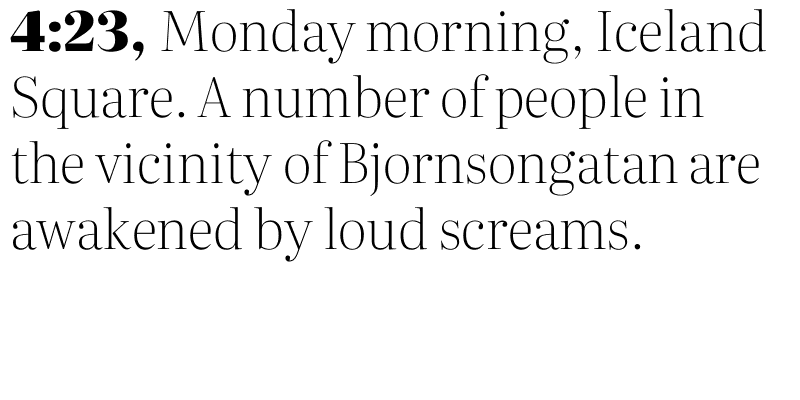 4:23, Monday morning, Iceland
Square. A number of people in
the vicinity of Bjornsongatan are
awakened by loud screams.